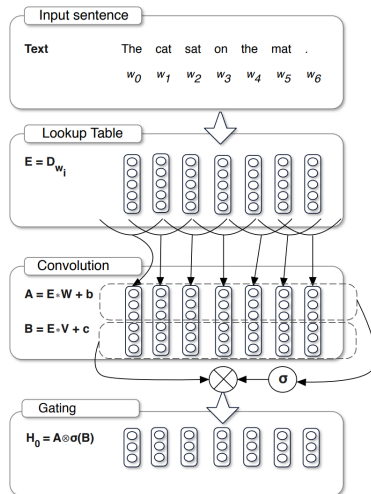 Input sentence
Text The cat sat on the mat .
w0 w1 w2 w3 w4 w5 w6
Lookup Table
E = Dwi
Convolution
A = E*W + b
B = E*V + c
σ
Gating
H0 = A⊗σ(B)